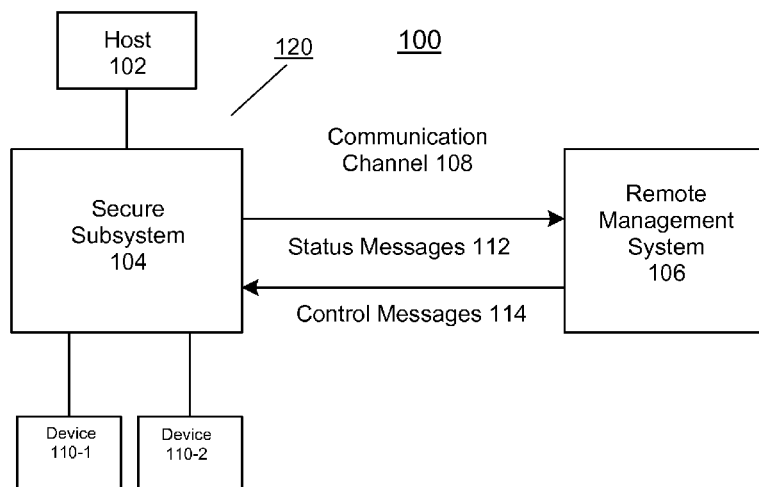 Host
102
120
100
Communication
Channel 108
Secure
Subsystem
104
Remote
Management
System
106
Status Messages 112
Control Messages 114
Device
110-1
Device
110-2